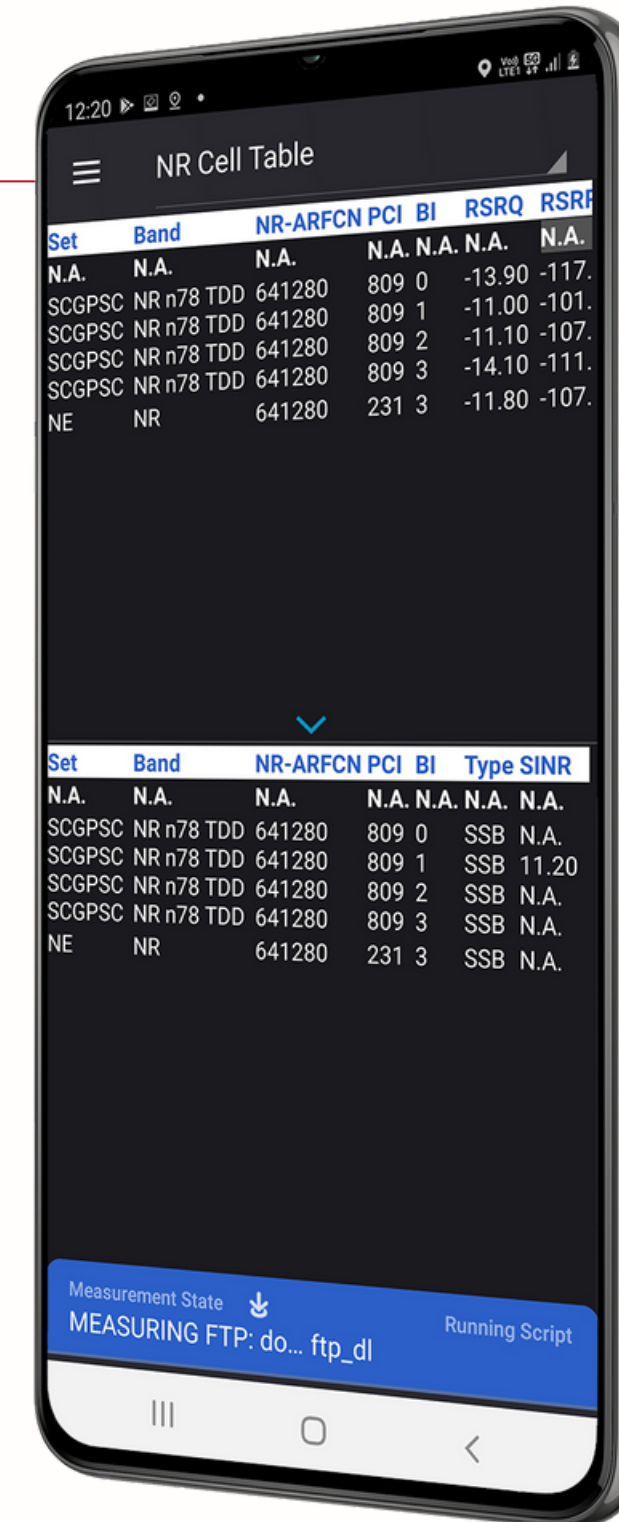 12:20
Vo)) LTE1 5G
NR Cell Table
Set Band NR-ARFCN PCI BI RSRQ RSRP
N.A. N.A. N.A. N.A. N.A. N.A. N.A.
SCGPSC NR n78 TDD 641280 809 0 -13.90 -117.
SCGPSC NR n78 TDD 641280 809 1 -11.00 -101.
SCGPSC NR n78 TDD 641280 809 2 -11.10 -107.
SCGPSC NR n78 TDD 641280 809 3 -14.10 -111.
NE NR 641280 231 3 -11.80 -107.
Set Band NR-ARFCN PCI BI Type SINR
N.A. N.A. N.A. N.A. N.A. N.A. N.A.
SCGPSC NR n78 TDD 641280 809 0 SSB N.A.
SCGPSC NR n78 TDD 641280 809 1 SSB 11.20
SCGPSC NR n78 TDD 641280 809 2 SSB N.A.
SCGPSC NR n78 TDD 641280 809 3 SSB N.A.
NE NR 641280 231 3 SSB N.A.
Measurement State Running Script
MEASURING FTP: do... ftp_dl